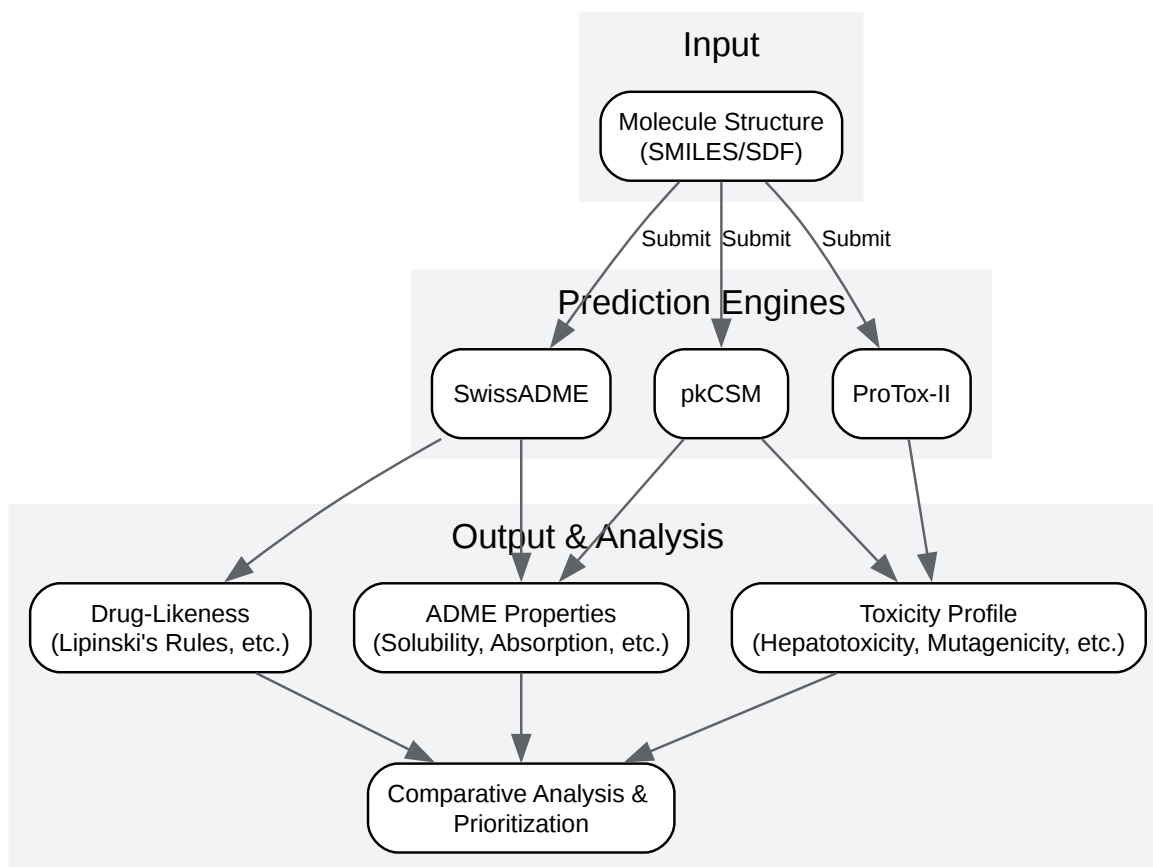 Input
Molecule Structure
(SMILES/SDF)
Submit
Submit
Submit
Prediction Engines
SwissADME
pkCSM
ProTox-II
Output & Analysis
Drug-Likeness
(Lipinski's Rules, etc.)
ADME Properties
(Solubility, Absorption, etc.)
Toxicity Profile
(Hepatotoxicity, Mutagenicity, etc.)
Comparative Analysis &
Prioritization